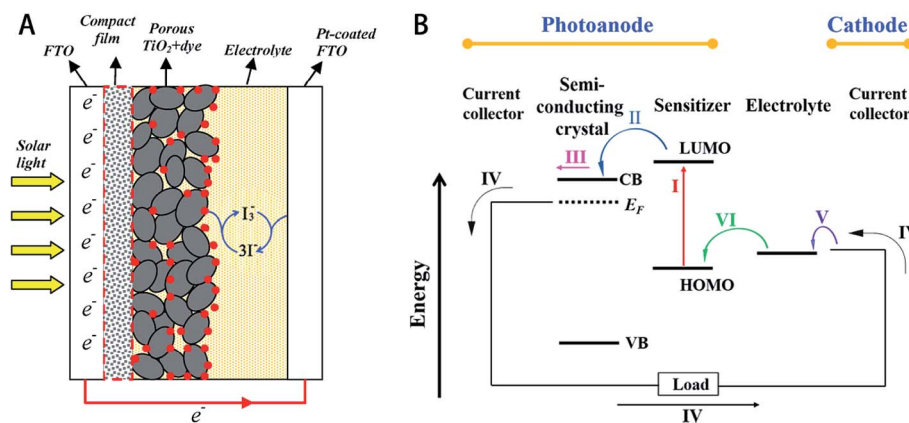 A
FTO
Compact
film
Porous
TiO2+dye
Electrolyte
Pt-coated
FTO
Solar
light
e-
e-
e-
e-
e-
e-
e-
e-
I3-
3I-
e-
B
Photoanode
Cathode
Current
collector
Semi-
conducting
crystal
Sensitizer
Electrolyte
Current
collector
II
LUMO
III
CB
IV
I
EF
VI
V
IV
HOMO
Energy
VB
Load
IV